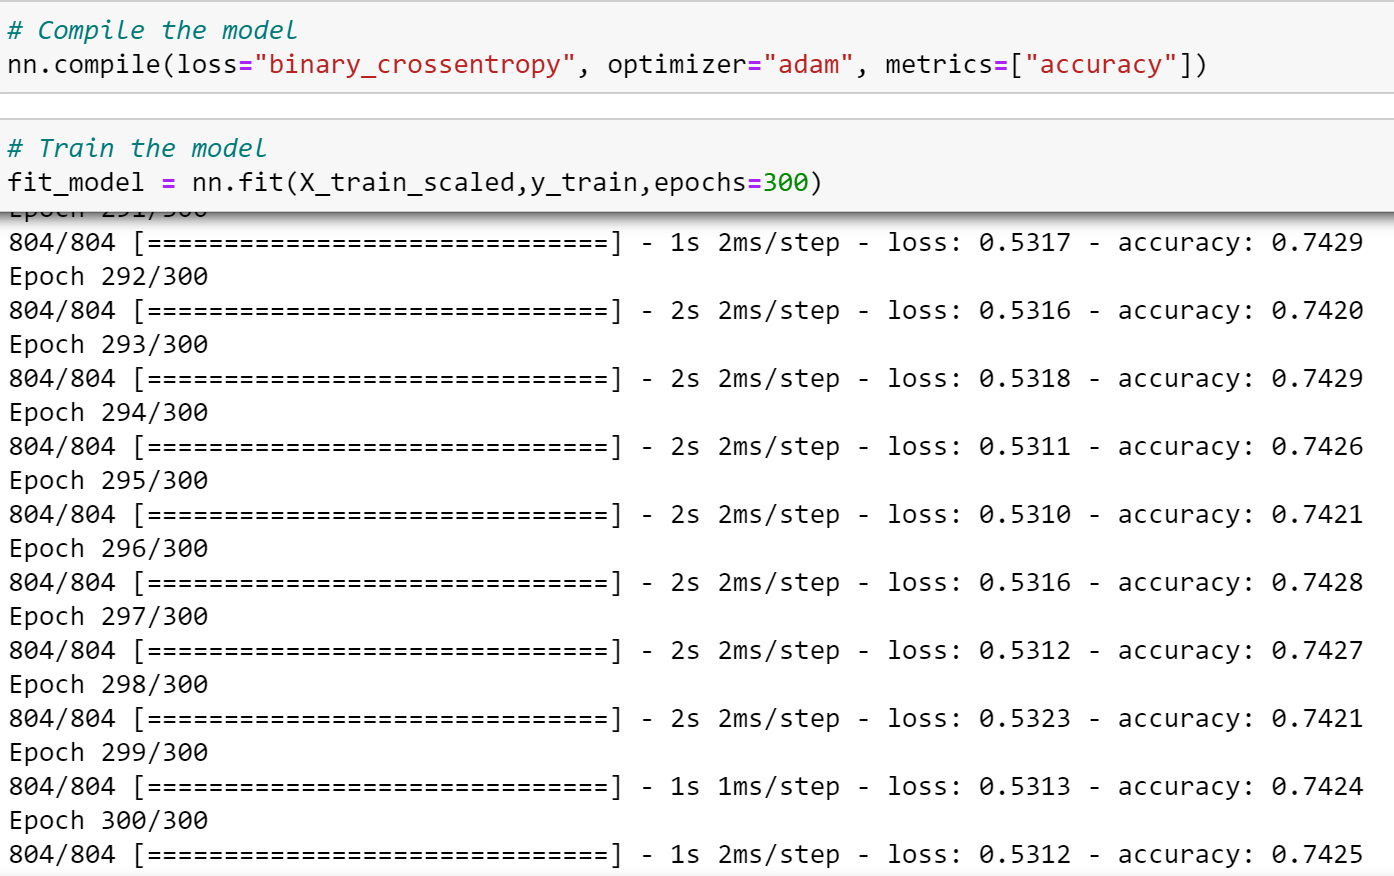 # Compile the model
nn.compile(loss="binary_crossentropy", optimizer="adam", metrics=["accuracy"])
# Train the model
fit_model = nn.fit(X_train_scaled,y_train,epochs=300)
Epoch 291/300
804/804 [==============================] - 1s 2ms/step - loss: 0.5317 - accuracy: 0.7429
Epoch 292/300
804/804 [==============================] - 2s 2ms/step - loss: 0.5316 - accuracy: 0.7420
Epoch 293/300
804/804 [==============================] - 2s 2ms/step - loss: 0.5318 - accuracy: 0.7429
Epoch 294/300
804/804 [==============================] - 2s 2ms/step - loss: 0.5311 - accuracy: 0.7426
Epoch 295/300
804/804 [==============================] - 2s 2ms/step - loss: 0.5310 - accuracy: 0.7421
Epoch 296/300
804/804 [==============================] - 2s 2ms/step - loss: 0.5316 - accuracy: 0.7428
Epoch 297/300
804/804 [==============================] - 2s 2ms/step - loss: 0.5312 - accuracy: 0.7427
Epoch 298/300
804/804 [==============================] - 2s 2ms/step - loss: 0.5323 - accuracy: 0.7421
Epoch 299/300
804/804 [==============================] - 1s 1ms/step - loss: 0.5313 - accuracy: 0.7424
Epoch 300/300
804/804 [==============================] - 1s 2ms/step - loss: 0.5312 - accuracy: 0.7425